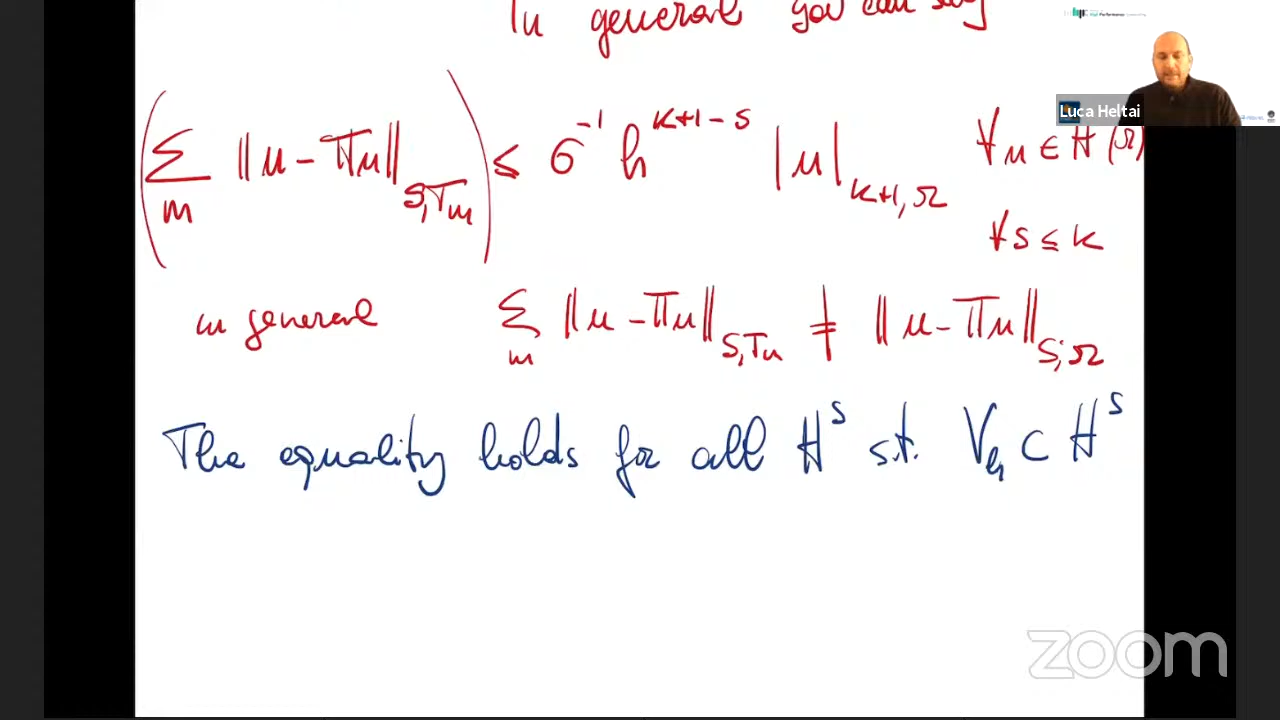 In general you can say
( Σ_m ‖u − Πu‖_{s,T_m} ) ≤ σ^{-1} h^{k+1-s} |u|_{k+1,Ω} ∀u ∈ H(Ω)
∀s ≤ k
in general Σ_m ‖u − Πu‖_{s,T_m} ≠ ‖u − Πu‖_{s,Ω}
The equality holds for all H^s s.t. V_h ⊂ H^s
Luca Heltai
zoom